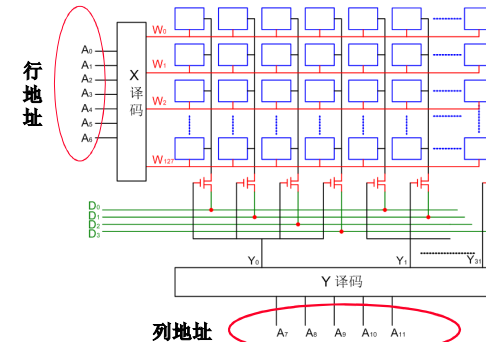 行地址
A₀
A₁
A₂
A₃
A₄
A₅
A₆
X译码
W₀
W₁
W₂
W₁₂₇
D₀
D₁
D₂
D₃
Y₀ Y₁ Y₃₁
Y 译码
列地址
A₇ A₈ A₉ A₁₀ A₁₁